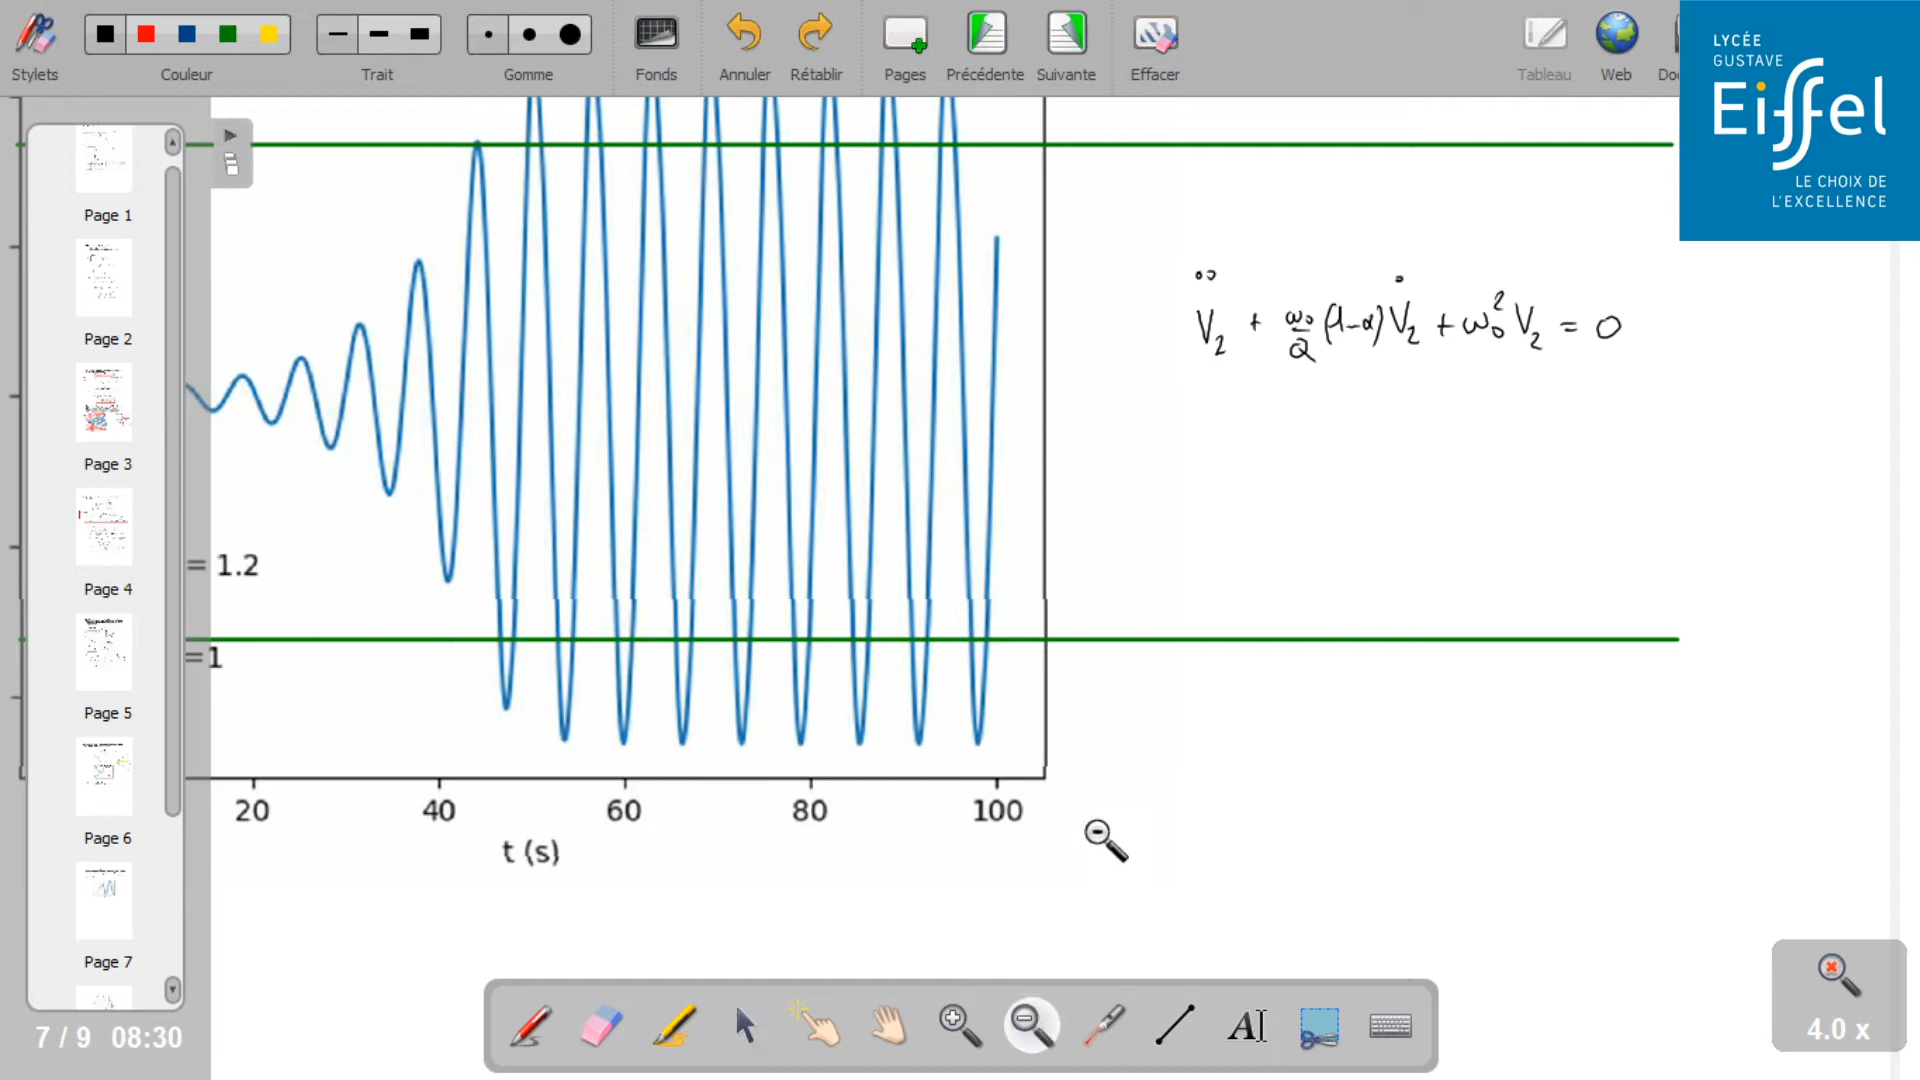 Stylets
Couleur
Trait
Gomme
Fonds
Annuler
Rétablir
Pages
Précédente
Suivante
Effacer
Tableau
Web
LYCÉE
GUSTAVE
Eiffel
LE CHOIX DE
L'EXCELLENCE
Page 1
Page 2
Page 3
Page 4
Page 5
Page 6
Page 7
7 / 9 08:30
V̈₂ + ω₀/Q (1-α) V̇₂ + ω₀² V₂ = 0
= 1.2
=1
20 40 60 80 100
t (s)
AI
4.0 x